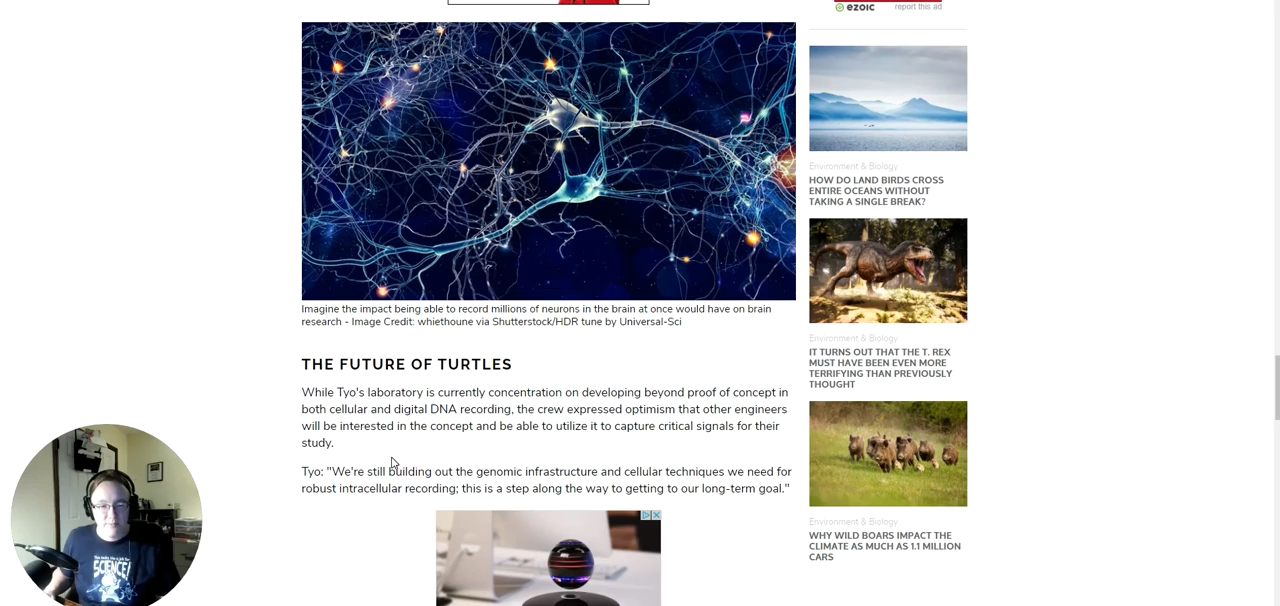 ezoic
report this ad
Imagine the impact being able to record millions of neurons in the brain at once would have on brain
research - Image Credit: whiethoune via Shutterstock/HDR tune by Universal-Sci
THE FUTURE OF TURTLES
While Tyo's laboratory is currently concentration on developing beyond proof of concept in
both cellular and digital DNA recording, the crew expressed optimism that other engineers
will be interested in the concept and be able to utilize it to capture critical signals for their
study.
Tyo: "We're still building out the genomic infrastructure and cellular techniques we need for
robust intracellular recording; this is a step along the way to getting to our long-term goal."
Environment & Biology
HOW DO LAND BIRDS CROSS
ENTIRE OCEANS WITHOUT
TAKING A SINGLE BREAK?
Environment & Biology
IT TURNS OUT THAT THE T. REX
MUST HAVE BEEN EVEN MORE
TERRIFYING THAN PREVIOUSLY
THOUGHT
Environment & Biology
WHY WILD BOARS IMPACT THE
CLIMATE AS MUCH AS 1.1 MILLION
CARS
SCIENCE!